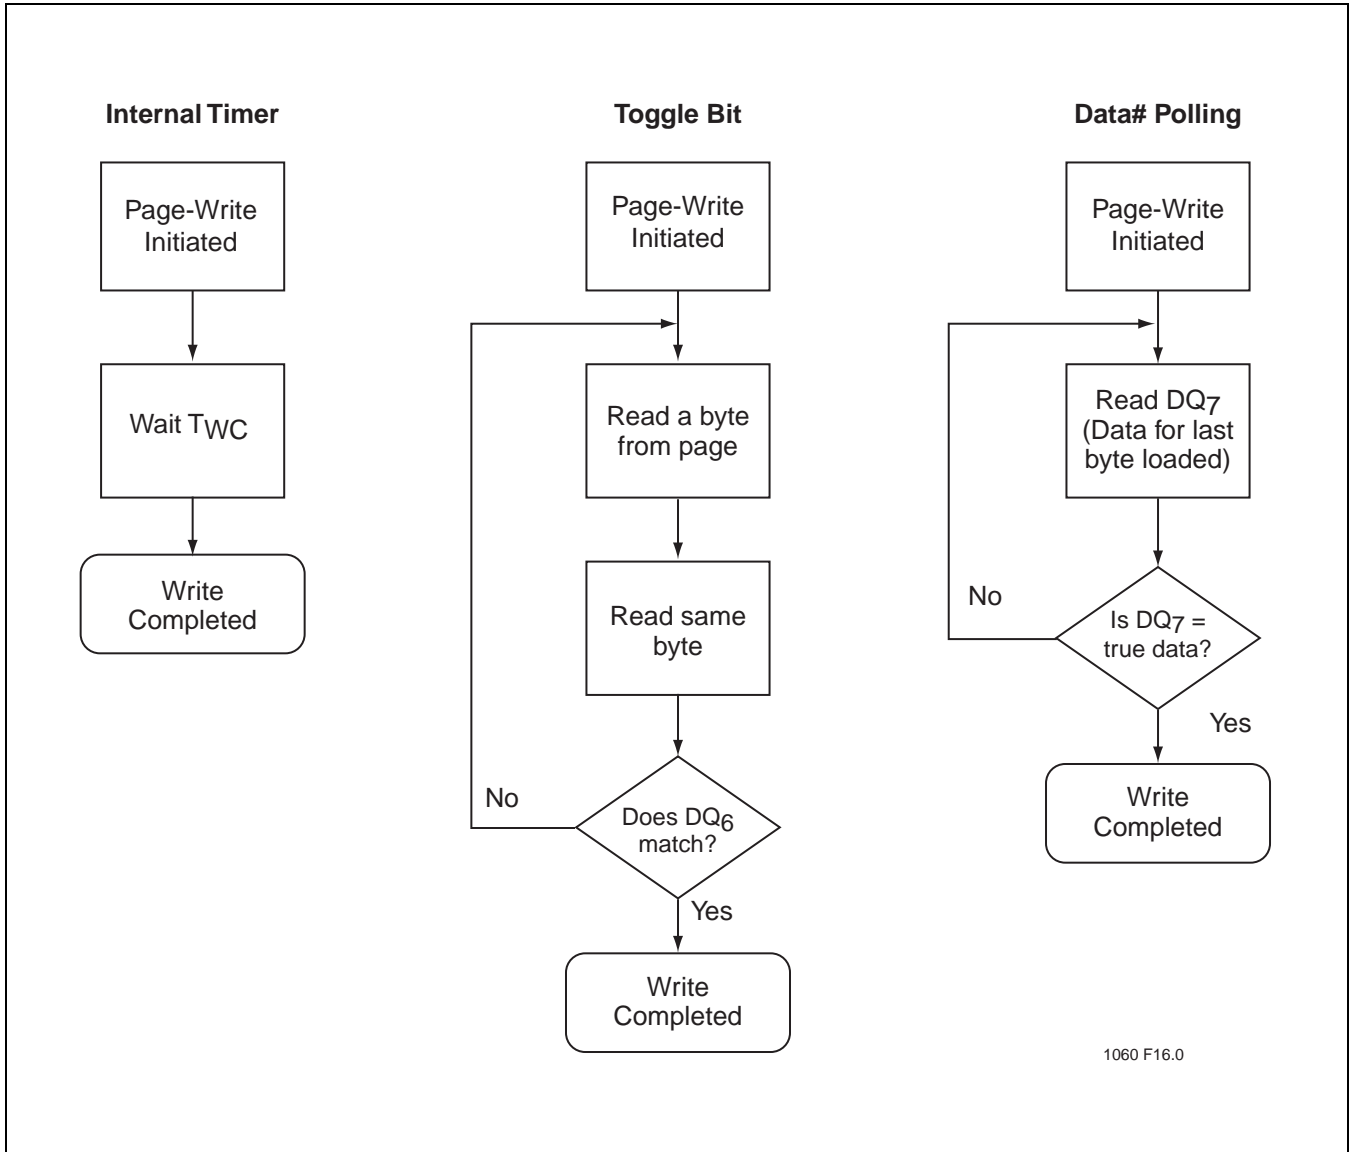 Internal Timer
Page-Write
Initiated
Wait TWC
Write
Completed
Toggle Bit
Page-Write
Initiated
Read a byte
from page
Read same
byte
No
Does DQ6
match?
Yes
Write
Completed
Data# Polling
Page-Write
Initiated
Read DQ7
(Data for last
byte loaded)
No
Is DQ7 =
true data?
Yes
Write
Completed
1060 F16.0